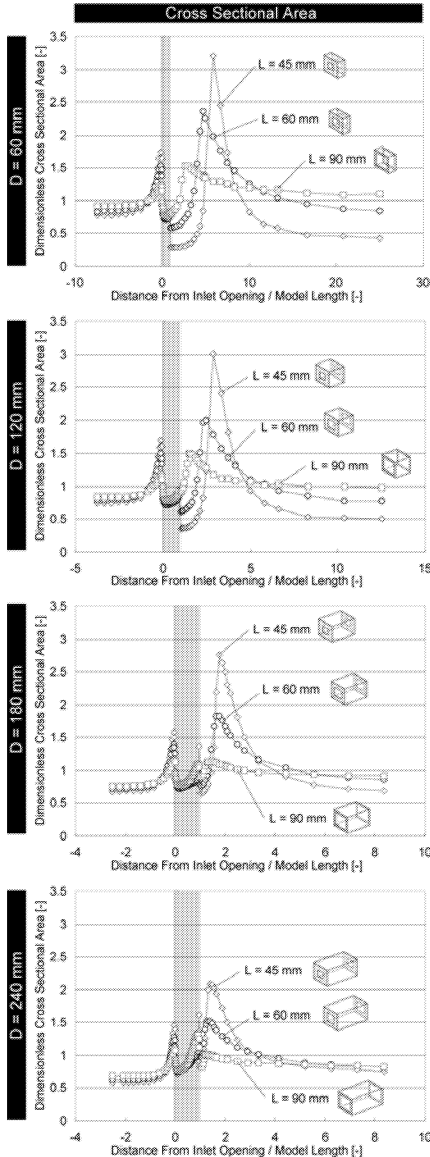 Cross Sectional Area
D = 60 mm
Dimensionless Cross Sectional Area [-]
3.5
3
2.5
2
1.5
1
0.5
0
L = 45 mm
L = 60 mm
L = 90 mm
-10
0
10
20
30
Distance From Inlet Opening / Model Length [-]
D = 120 mm
Dimensionless Cross Sectional Area [-]
3.5
3
2.5
2
1.5
1
0.5
0
L = 45 mm
L = 60 mm
L = 90 mm
-5
0
5
10
15
Distance From Inlet Opening / Model Length [-]
D = 180 mm
Dimensionless Cross Sectional Area [-]
3.5
3
2.5
2
1.5
1
0.5
0
L = 45 mm
L = 60 mm
L = 90 mm
-4
-2
0
2
4
6
8
10
Distance From Inlet Opening / Model Length [-]
D = 240 mm
Dimensionless Cross Sectional Area [-]
3.5
3
2.5
2
1.5
1
0.5
0
L = 45 mm
L = 60 mm
L = 90 mm
-4
-2
0
2
4
6
8
10
Distance From Inlet Opening / Model Length [-]